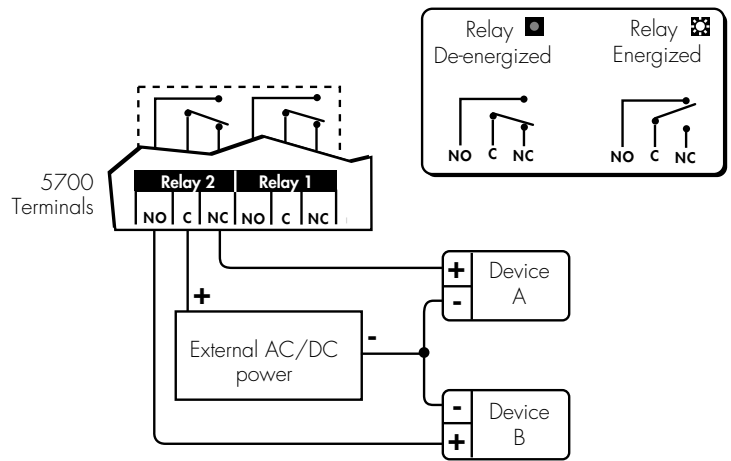 Relay
De-energized
Relay
Energized
NO C NC
NO C NC
5700
Terminals
Relay 2 Relay 1
NO C NC NO C NC
+
-
Device
A
+
External AC/DC
power
-
-
+
Device
B